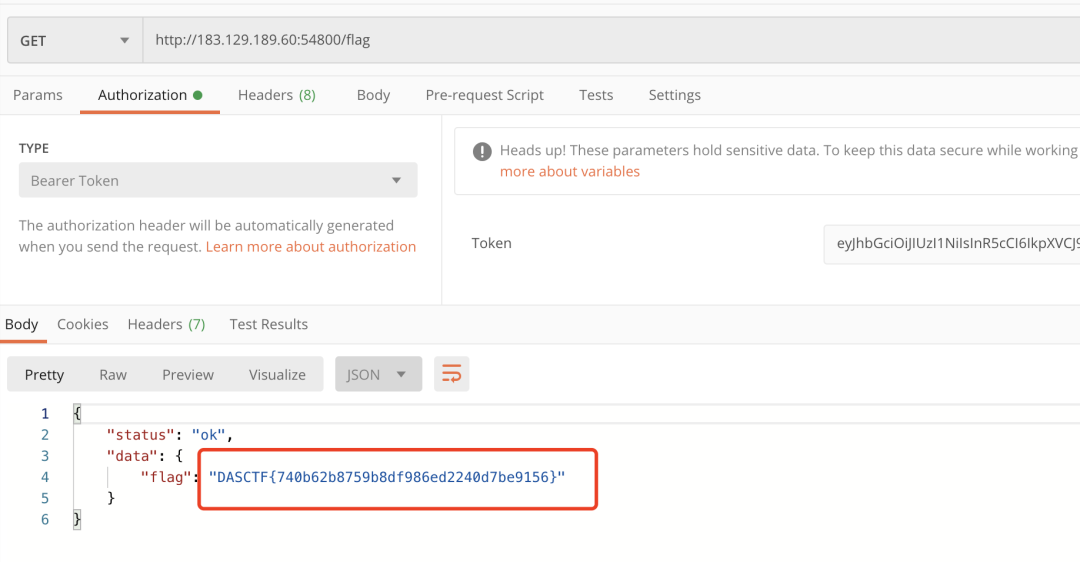 GET http://183.129.189.60:54800/flag
Params Authorization Headers (8) Body Pre-request Script Tests Settings
TYPE
Bearer Token
The authorization header will be automatically generated
when you send the request. Learn more about authorization
Heads up! These parameters hold sensitive data. To keep this data secure while working
more about variables
Token eyJhbGciOiJIUzI1NiIsInR5cCI6IkpXVCJ9
Body Cookies Headers (7) Test Results
Pretty Raw Preview Visualize JSON
1 {
2 "status": "ok",
3 "data": {
4 "flag": "DASCTF{740b62b8759b8df986ed2240d7be9156}"
5 }
6 }